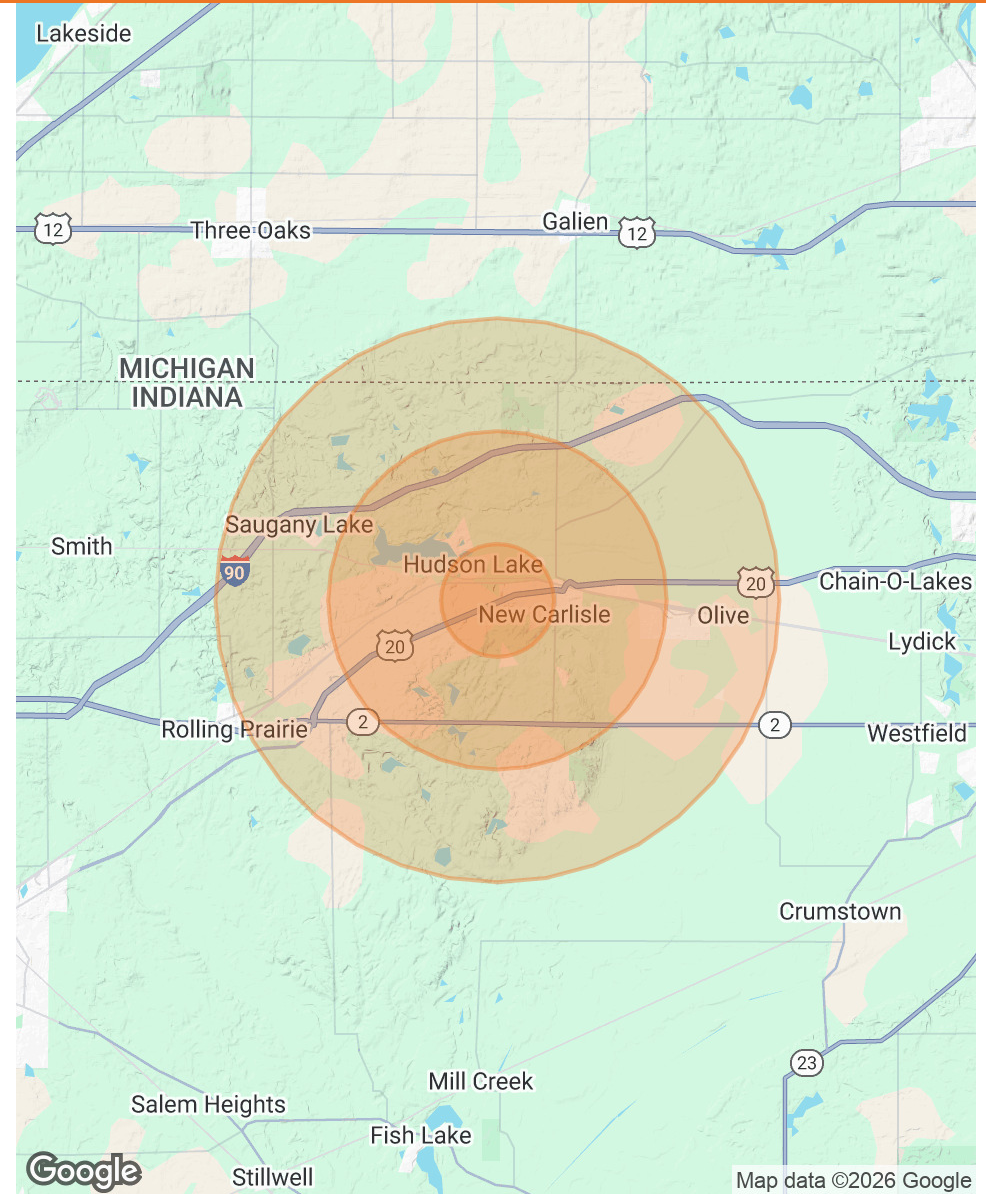 Lakeside
12
Three Oaks
Galien
12
MICHIGAN
INDIANA
Saugany Lake
Smith
90
Hudson Lake
20
Chain-O-Lakes
New Carlisle
Olive
20
Lydick
Rolling Prairie
2
2
Westfield
Crumstown
23
Mill Creek
Salem Heights
Fish Lake
Stillwell
Google
Map data ©2026 Google